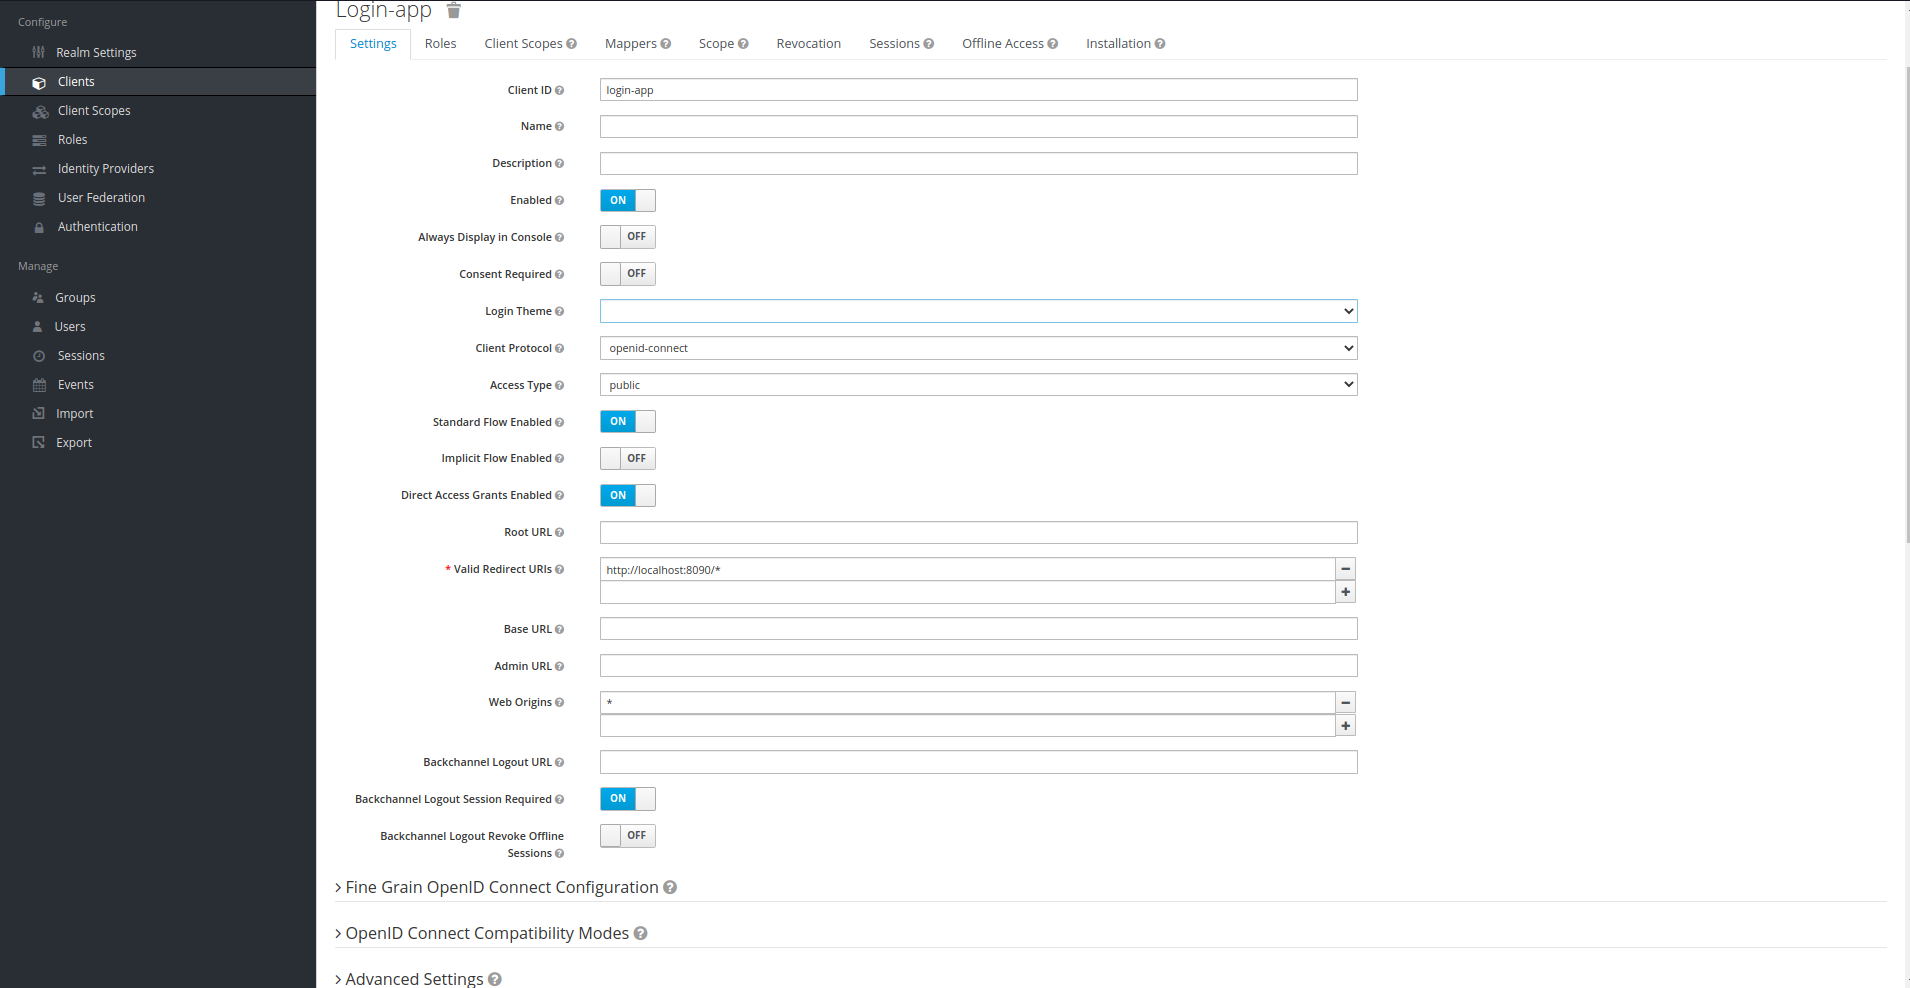 Configure
Realm Settings
Clients
Client Scopes
Roles
Identity Providers
User Federation
Authentication
Manage
Groups
Users
Sessions
Events
Import
Export
Login-app
Settings Roles Client Scopes Mappers Scope Revocation Sessions Offline Access Installation
Client ID login-app
Name
Description
Enabled ON
Always Display in Console OFF
Consent Required OFF
Login Theme
Client Protocol openid-connect
Access Type public
Standard Flow Enabled ON
Implicit Flow Enabled OFF
Direct Access Grants Enabled ON
Root URL
* Valid Redirect URIs http://localhost:8090/*
Base URL
Admin URL
Web Origins *
Backchannel Logout URL
Backchannel Logout Session Required ON
Backchannel Logout Revoke Offline OFF
Sessions
Fine Grain OpenID Connect Configuration
OpenID Connect Compatibility Modes
Advanced Settings